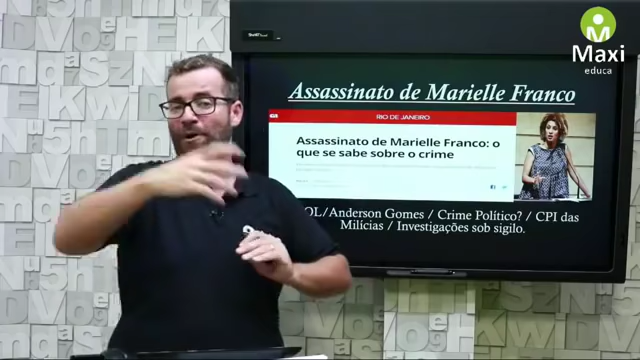 Maxi
educa
Assassinato de Marielle Franco
RIO DE JANEIRO
Assassinato de Marielle Franco: o
que se sabe sobre o crime
OL/Anderson Gomes / Crime Político? / CPI das
Milícias / Investigações sob sigilo.